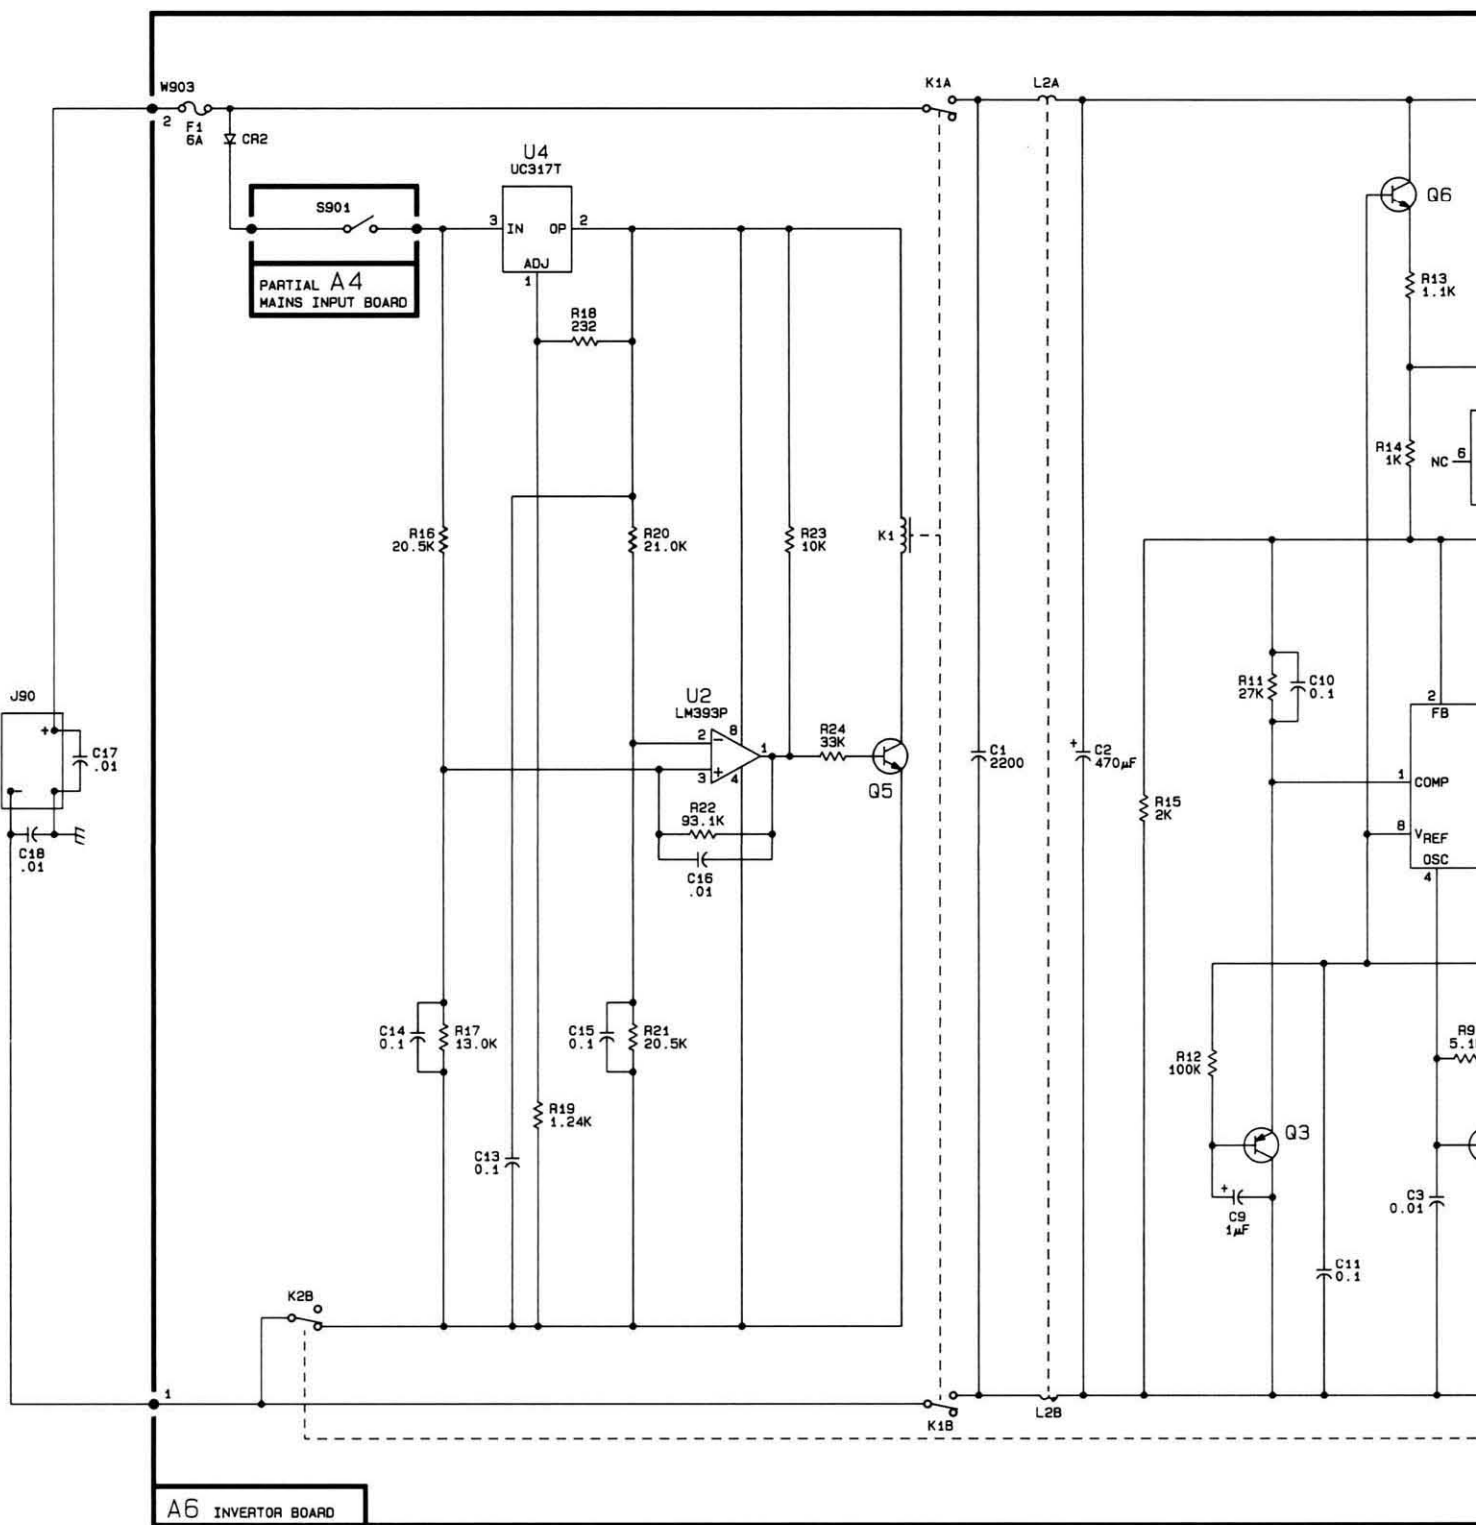 W903
2
F1
6A
CR2
K1A
L2A
U4
UC317T
S901
3
IN
OP
2
ADJ
1
PARTIAL A4
MAINS INPUT BOARD
R18
232
Q6
R13
1.1K
R14
1K
NC
6
R16
20.5K
R20
21.0K
R23
10K
K1
J90
+
-
C17
.01
C18
.01
U2
LM393P
2
-
8
1
3
+
4
R24
33K
Q5
R22
93.1K
C16
.01
C1
2200
+
C2
470µF
R15
2K
R11
27K
C10
0.1
2
FB
1
COMP
8
VREF
OSC
4
C14
0.1
R17
13.0K
C15
0.1
R21
20.5K
R19
1.24K
C13
0.1
R12
100K
Q3
+
C9
1µF
C11
0.1
R9
C3
0.01
K2B
1
K1B
L2B
A6 INVERTOR BOARD